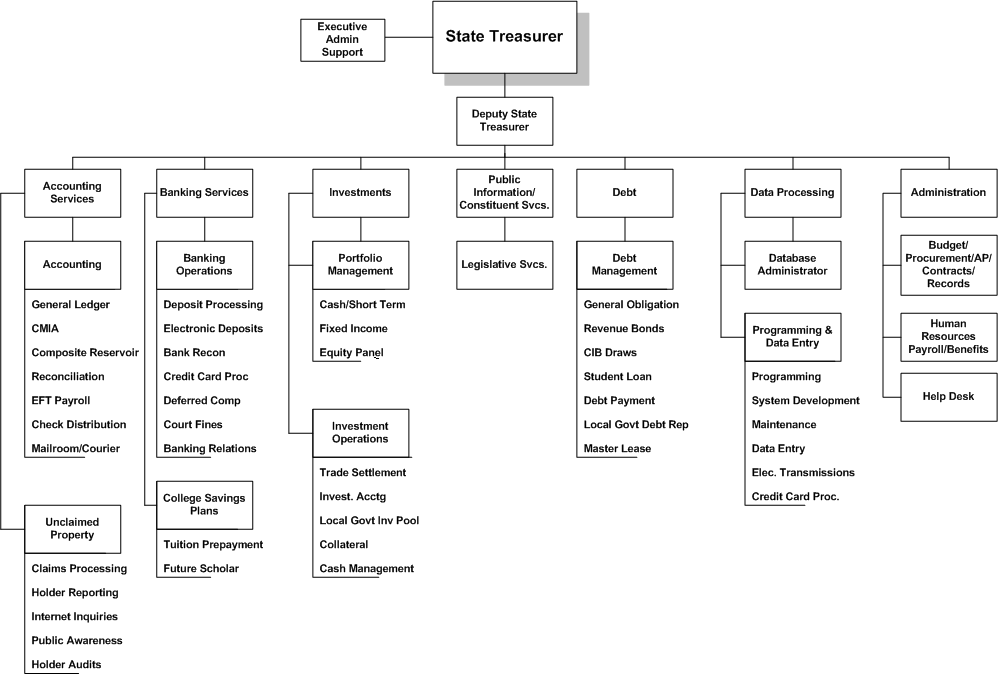 Executive
Admin
Support
State Treasurer
Deputy State
Treasurer
Accounting
Services
Banking Services
Investments
Public
Information/
Constituent Svcs.
Debt
Data Processing
Administration
Accounting
General Ledger
CMIA
Composite Reservoir
Reconciliation
EFT Payroll
Check Distribution
Mailroom/Courier
Unclaimed
Property
Claims Processing
Holder Reporting
Internet Inquiries
Public Awareness
Holder Audits
Banking
Operations
Deposit Processing
Electronic Deposits
Bank Recon
Credit Card Proc
Deferred Comp
Court Fines
Banking Relations
College Savings
Plans
Tuition Prepayment
Future Scholar
Portfolio
Management
Cash/Short Term
Fixed Income
Equity Panel
Investment
Operations
Trade Settlement
Invest. Acctg
Local Govt Inv Pool
Collateral
Cash Management
Legislative Svcs.
Debt
Management
General Obligation
Revenue Bonds
CIB Draws
Student Loan
Debt Payment
Local Govt Debt Rep
Master Lease
Database
Administrator
Programming &
Data Entry
Programming
System Development
Maintenance
Data Entry
Elec. Transmissions
Credit Card Proc.
Budget/
Procurement/AP/
Contracts/
Records
Human
Resources
Payroll/Benefits
Help Desk